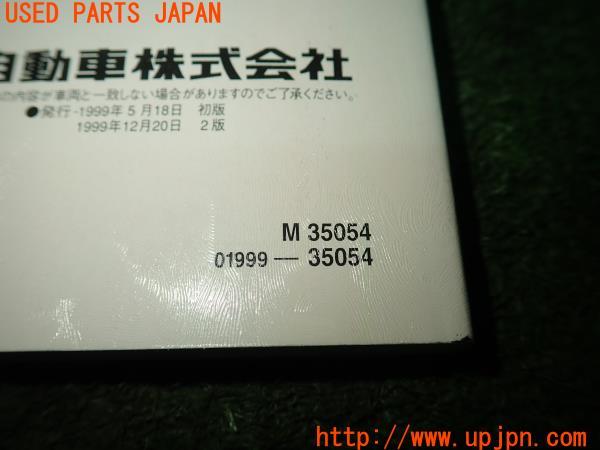 USED PARTS JAPAN
自動車株式会社
の内容が車両と一致しない場合がありますのでご了承ください。
●発行-1999年5月18日 初版
1999年12月20日 2版
M 35054
01999 — 35054
http://www.upjpn.com/